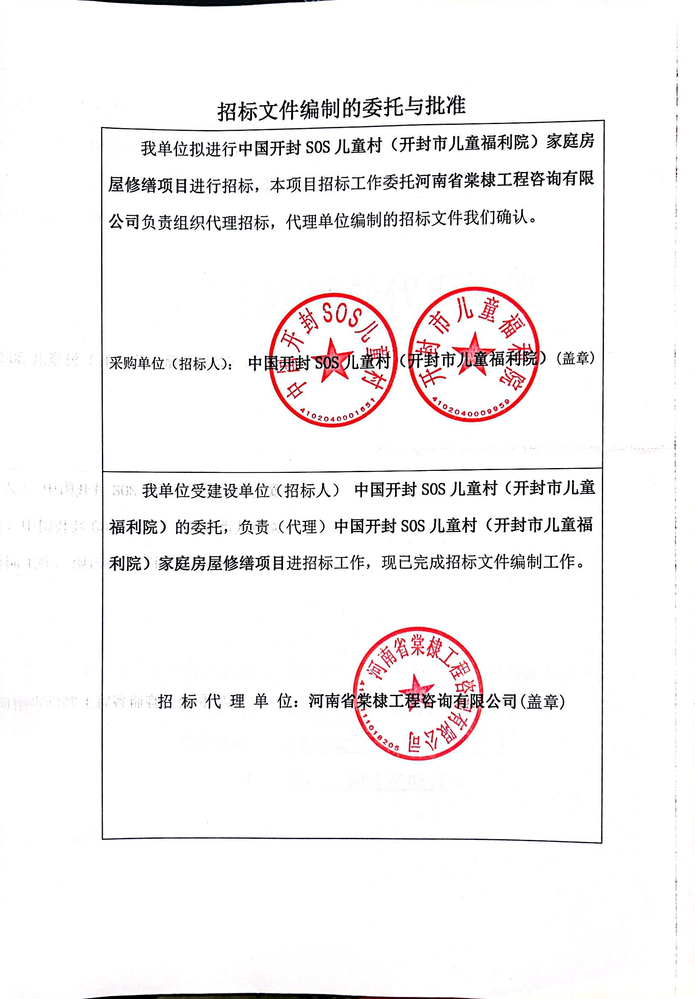 招标文件编制的委托与批准
我单位拟进行中国开封 SOS 儿童村（开封市儿童福利院）家庭房
屋修缮项目进行招标，本项目招标工作委托河南省棠棣工程咨询有限
公司负责组织代理招标，代理单位编制的招标文件我们确认。
中国开封SOS儿童村
4102040001651
开封市儿童福利院
4102040009959
采购单位（招标人）：中国开封 SOS 儿童村（开封市儿童福利院）(盖章)
我单位受建设单位（招标人） 中国开封 SOS 儿童村（开封市儿童
福利院）的委托，负责（代理）中国开封 SOS 儿童村（开封市儿童福
利院）家庭房屋修缮项目进招标工作，现已完成招标文件编制工作。
河南省棠棣工程咨询有限公司
招 标 代 理 单 位：河南省棠棣工程咨询有限公司(盖章)